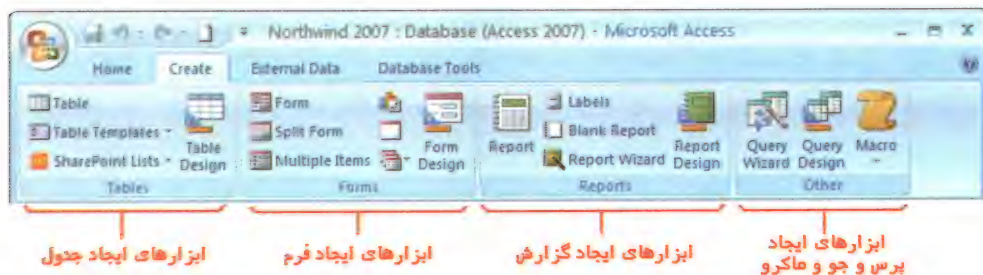 Northwind 2007 : Database (Access 2007) - Microsoft Access
Home Create External Data Database Tools
Table
Table Templates
SharePoint Lists
Table Design
Tables
Form
Split Form
Multiple Items
Form Design
Forms
Report
Labels
Blank Report
Report Wizard
Report Design
Reports
Query Wizard
Query Design
Macro
Other
ابزارهای ایجاد جدول
ابزارهای ایجاد فرم
ابزارهای ایجاد گزارش
ابزارهای ایجاد
پرس و جو و ماکرو